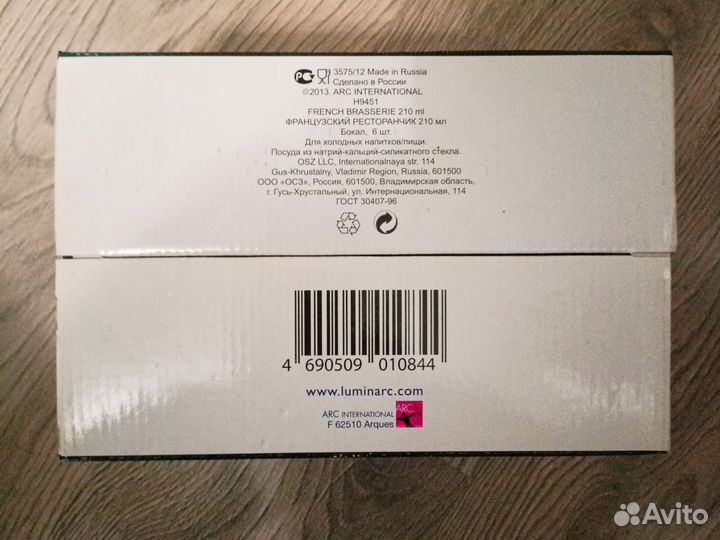 РСТ 3575/12 Made in Russia
Сделано в России
©2013. ARC INTERNATIONAL
H9451
FRENCH BRASSERIE 210 ml
ФРАНЦУЗСКИЙ РЕСТОРАНЧИК 210 мл
Бокал, 6 шт.
Для холодных напитков/пищи.
Посуда из натрий-кальций-силикатного стекла.
OSZ LLC, Internationalnaya str. 114
Gus-Khrustalny, Vladimir Region, Russia, 601500
ООО «ОСЗ», Россия, 601500, Владимирская область,
г. Гусь-Хрустальный, ул. Интернациональная, 114
ГОСТ 30407-96
4 690509 010844
www.luminarc.com
ARC INTERNATIONAL ARC
F 62510 Arques
Avito